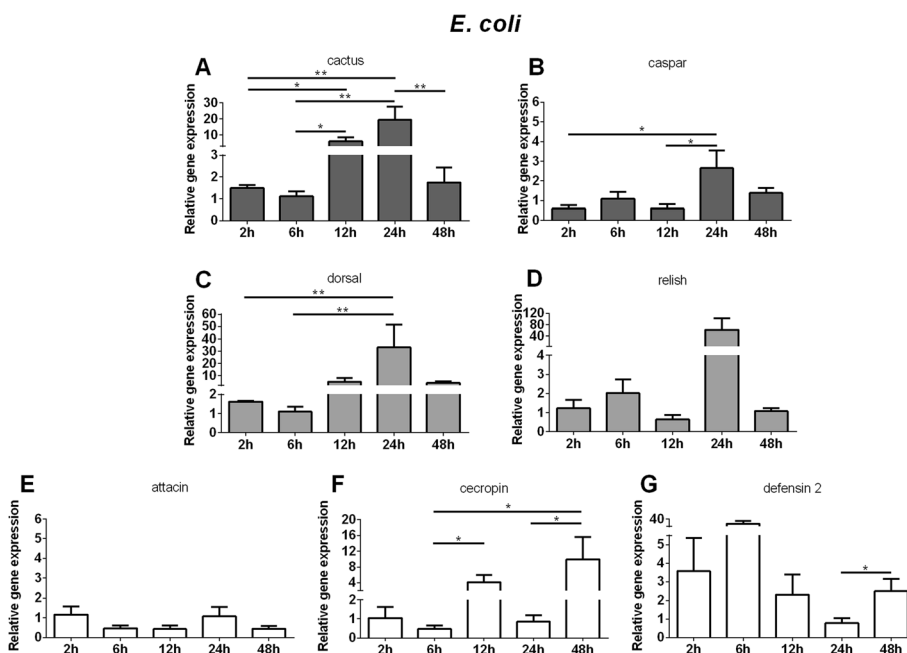 E. coli
A
cactus
**
*
**
**
*
Relative gene expression
30
20
10
3
2
1
0
2h 6h 12h 24h 48h
B
caspar
*
*
Relative gene expression
6
5
4
3
2
1
0
2h 6h 12h 24h 48h
C
dorsal
**
**
Relative gene expression
60
50
40
30
20
10
2
1
0
2h 6h 12h 24h 48h
D
relish
Relative gene expression
120
80
40
4
3
2
1
0
2h 6h 12h 24h 48h
E
attacin
Relative gene expression
6
5
4
3
2
1
0
2h 6h 12h 24h 48h
F
cecropin
*
*
*
Relative gene expression
20
16
12
8
4
2
1
0
2h 6h 12h 24h 48h
G
defensin 2
*
Relative gene expression
40
5
4
3
2
1
0
2h 6h 12h 24h 48h